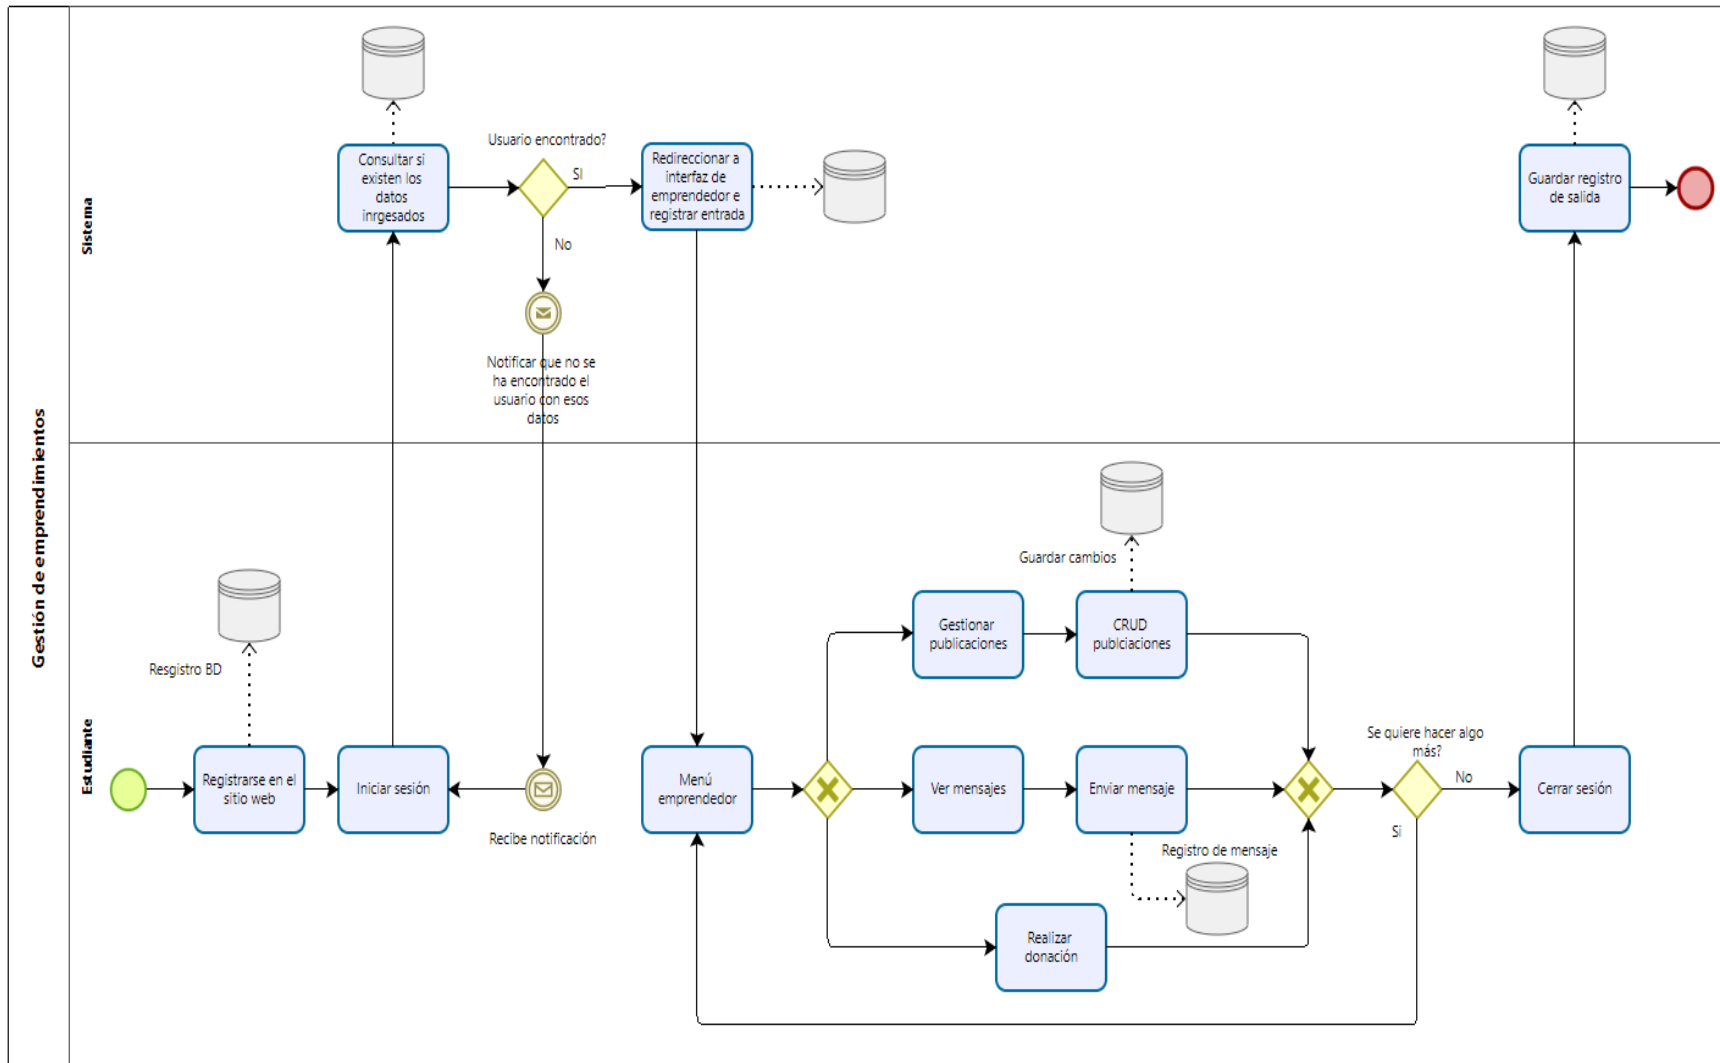 Gestión de emprendimientos
Sistema
Consultar si
existen los
datos
inrgesados
Usuario encontrado?
SI
No
Redireccionar a
interfaz de
emprendedor e
registrar entrada
Notificar que no se
ha encontrado el
usuario con esos
datos
Guardar registro
de salida
Estudiante
Resgistro BD
Registrarse en el
sitio web
Iniciar sesión
Recibe notificación
Menú
emprendedor
Gestionar
publicaciones
Guardar cambios
CRUD
publciaciones
Ver mensajes
Enviar mensaje
Registro de mensaje
Realizar
donación
Se quiere hacer algo
más?
No
Si
Cerrar sesión